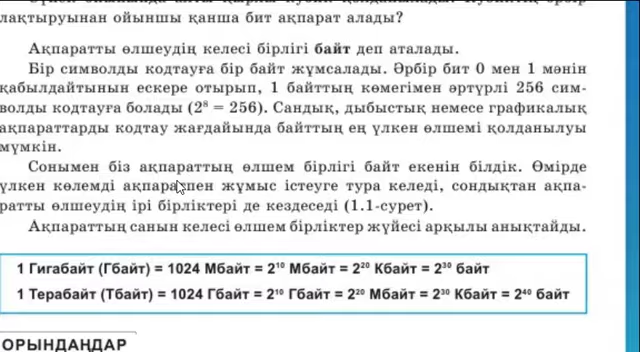 лақтыруынан ойыншы қанша бит ақпарат алады?
Ақпаратты өлшеудің келесі бірлігі байт деп аталады.
Бір символды кодтауға бір байт жұмсалады. Әрбір бит 0 мен 1 мәнін
қабылдайтынын ескере отырып, 1 байттың көмегімен әртүрлі 256 сим-
волды кодтауға болады (2⁸ = 256). Сандық, дыбыстық немесе графикалық
ақпараттарды кодтау жағдайында байттың ең үлкен өлшемі қолданылуы
мүмкін.
Сонымен біз ақпараттың өлшем бірлігі байт екенін білдік. Өмірде
үлкен көлемді ақпаратпен жұмыс істеуге тура келеді, сондықтан ақпа-
ратты өлшеудің ірі бірліктері де кездеседі (1.1-сурет).
Ақпараттың санын келесі өлшем бірліктер жүйесі арқылы анықтайды.
1 Гигабайт (Гбайт) = 1024 Мбайт = 2¹⁰ Мбайт = 2²⁰ Кбайт = 2³⁰ байт
1 Терабайт (Тбайт) = 1024 Гбайт = 2¹⁰ Гбайт = 2²⁰ Мбайт = 2³⁰ Кбайт = 2⁴⁰ байт
ОРЫНДАҢДАР